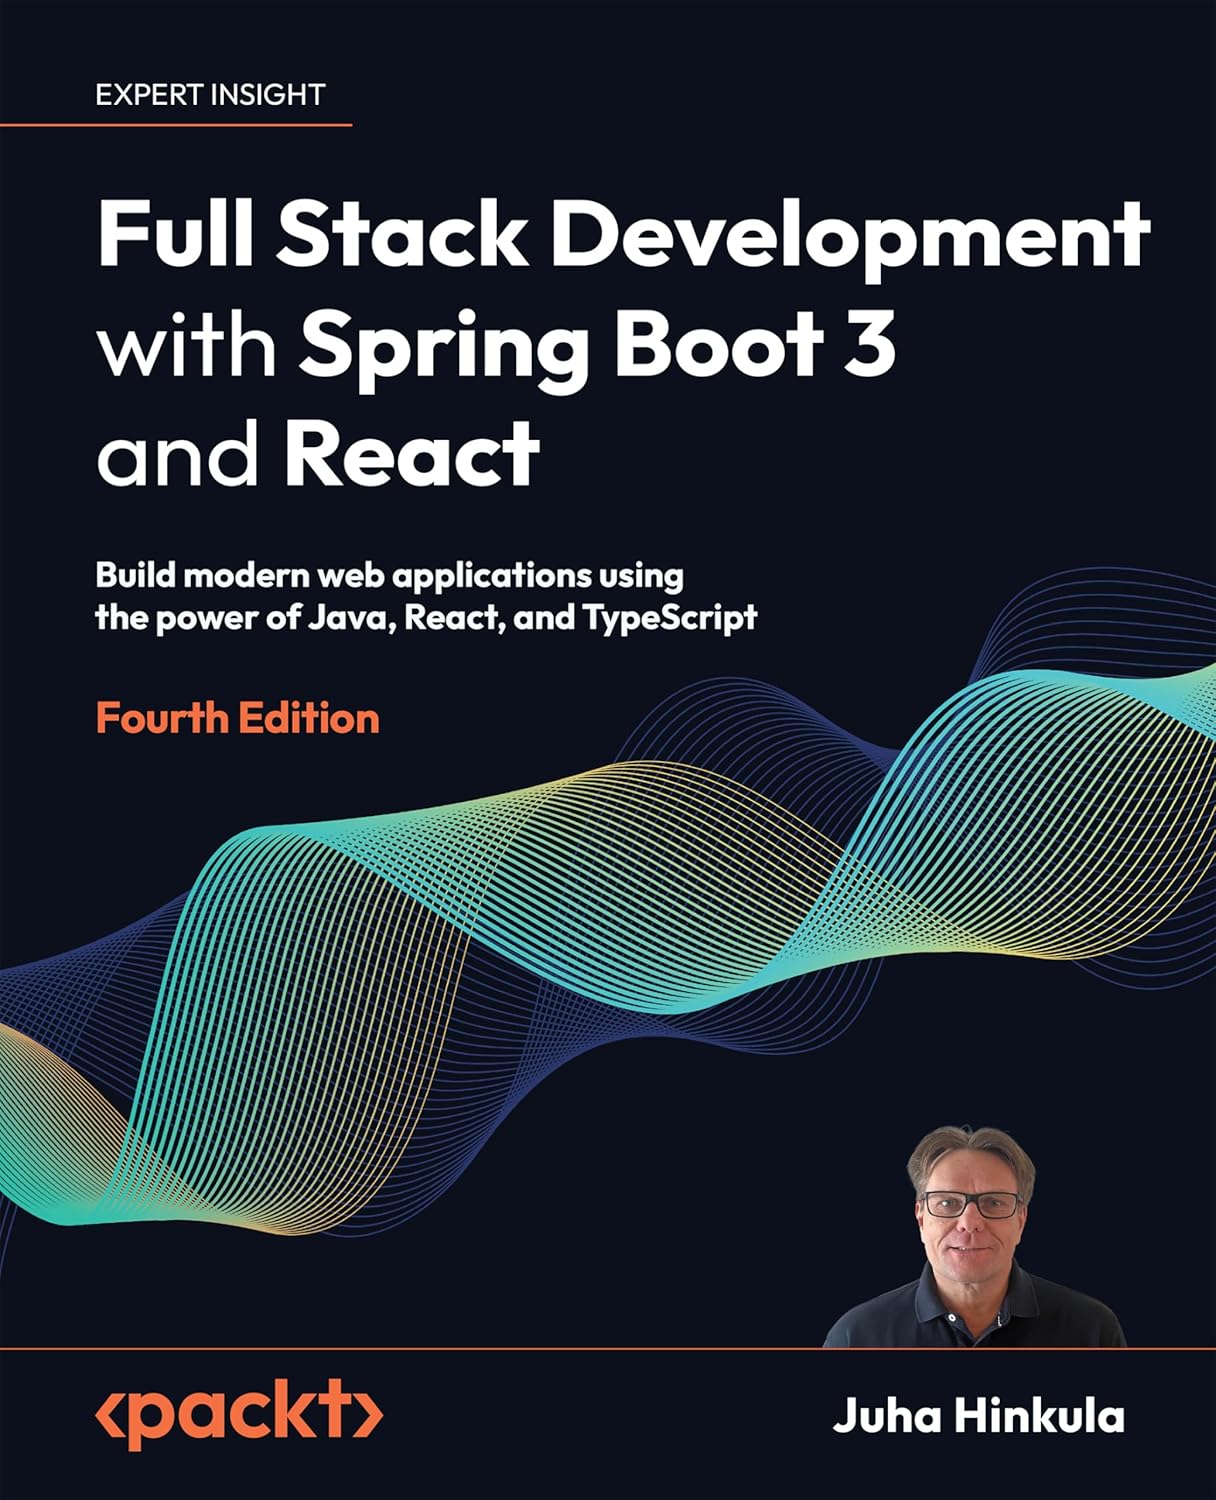 EXPERT INSIGHT
Full Stack Development
with Spring Boot 3
and React
Build modern web applications using
the power of Java, React, and TypeScript
Fourth Edition
<packt>
Juha Hinkula